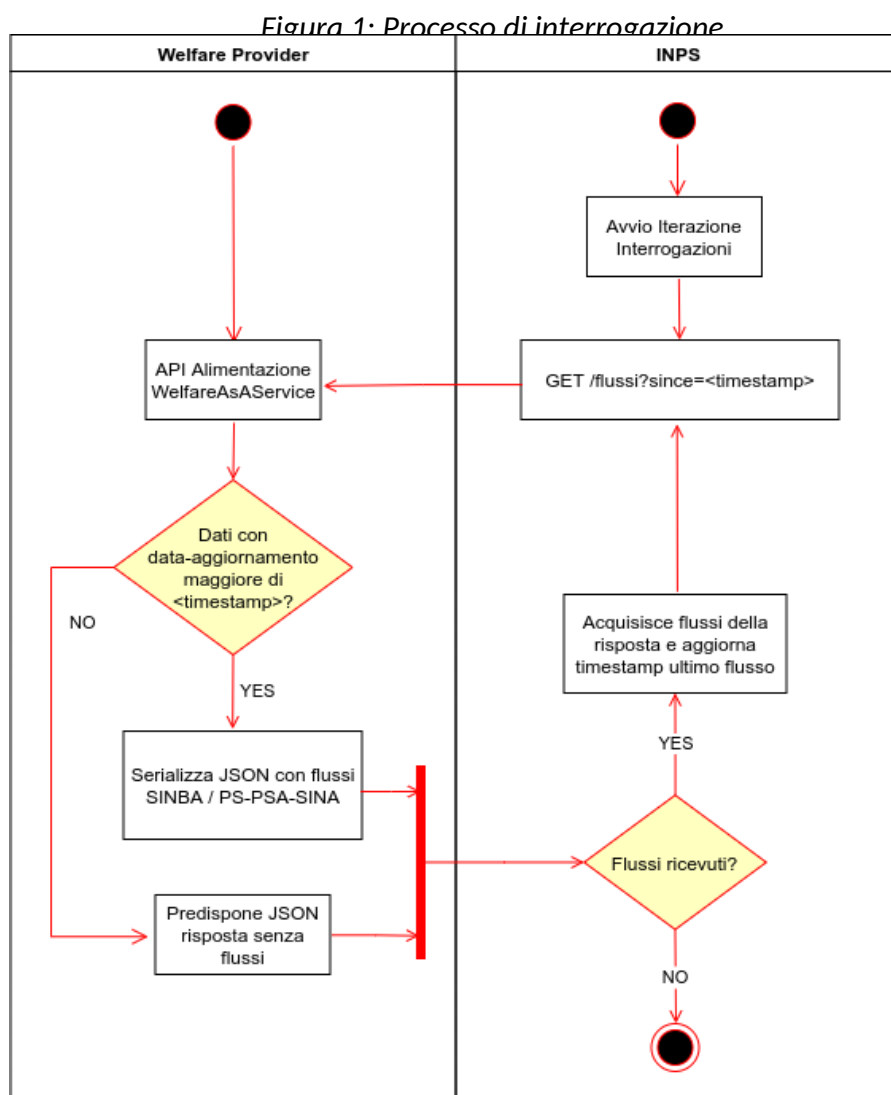 Figura 1: Processo di interrogazione
Welfare Provider
INPS
Avvio Iterazione
Interrogazioni
API Alimentazione
WelfareAsAService
GET /flussi?since=<timestamp>
Dati con
data-aggiornamento
maggiore di
<timestamp>?
NO
YES
Acquisisce flussi della
risposta e aggiorna
timestamp ultimo flusso
YES
Serializza JSON con flussi
SINBA / PS-PSA-SINA
Flussi ricevuti?
Predispone JSON
risposta senza
flussi
NO